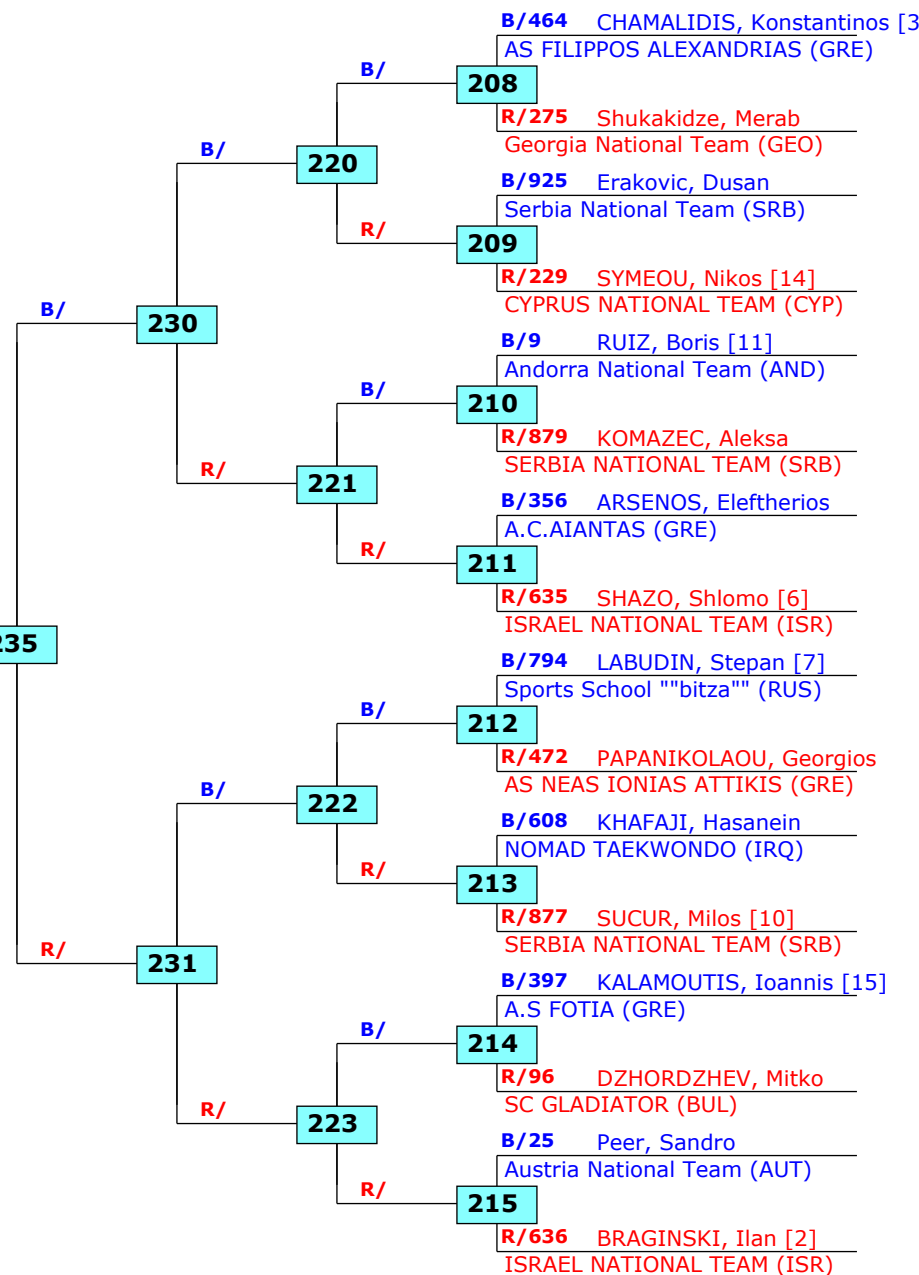 B/464 CHAMALIDIS, Konstantinos [3
AS FILIPPOS ALEXANDRIAS (GRE)
B/
208
R/275 Shukakidze, Merab
Georgia National Team (GEO)
B/
220
B/925 Erakovic, Dusan
Serbia National Team (SRB)
R/
209
R/229 SYMEOU, Nikos [14]
CYPRUS NATIONAL TEAM (CYP)
B/
230
B/9 RUIZ, Boris [11]
Andorra National Team (AND)
B/
210
R/879 KOMAZEC, Aleksa
SERBIA NATIONAL TEAM (SRB)
R/
221
B/356 ARSENOS, Eleftherios
A.C.AIANTAS (GRE)
R/
211
R/635 SHAZO, Shlomo [6]
ISRAEL NATIONAL TEAM (ISR)
235
B/794 LABUDIN, Stepan [7]
Sports School ""bitza"" (RUS)
B/
212
R/472 PAPANIKOLAOU, Georgios
AS NEAS IONIAS ATTIKIS (GRE)
B/
222
B/608 KHAFAJI, Hasanein
NOMAD TAEKWONDO (IRQ)
R/
213
R/877 SUCUR, Milos [10]
SERBIA NATIONAL TEAM (SRB)
R/
231
B/397 KALAMOUTIS, Ioannis [15]
A.S FOTIA (GRE)
B/
214
R/96 DZHORDZHEV, Mitko
SC GLADIATOR (BUL)
R/
223
B/25 Peer, Sandro
Austria National Team (AUT)
R/
215
R/636 BRAGINSKI, Ilan [2]
ISRAEL NATIONAL TEAM (ISR)